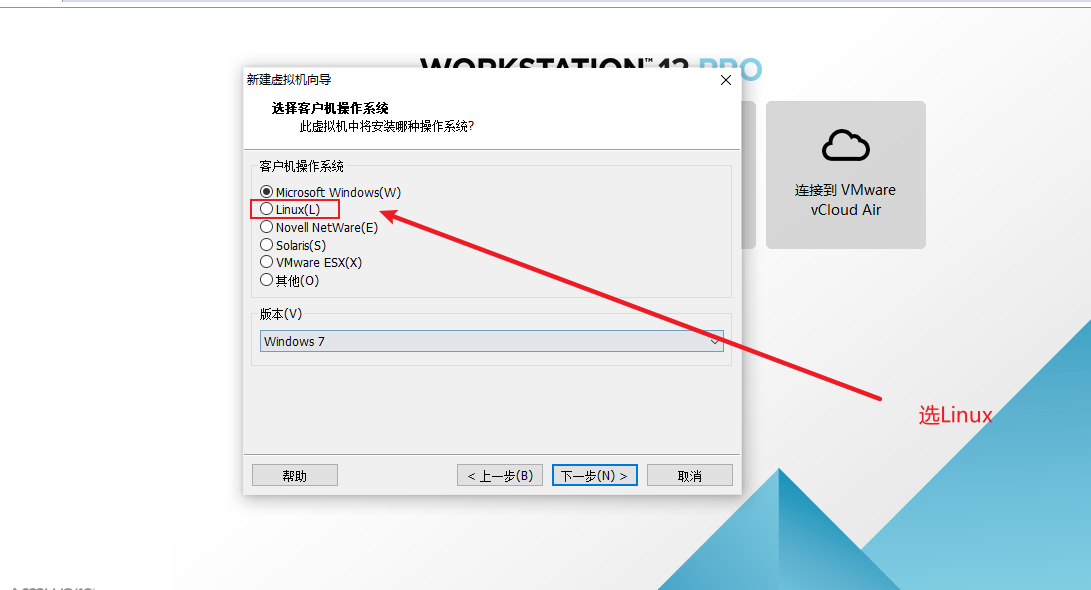 WORKSTATION™ 12 PRO
新建虚拟机向导
选择客户机操作系统
此虚拟机中将安装哪种操作系统?
客户机操作系统
Microsoft Windows(W)
Linux(L)
Novell NetWare(E)
Solaris(S)
VMware ESX(X)
其他(O)
版本(V)
Windows 7
连接到 VMware
vCloud Air
选Linux
帮助
< 上一步(B)
下一步(N) >
取消